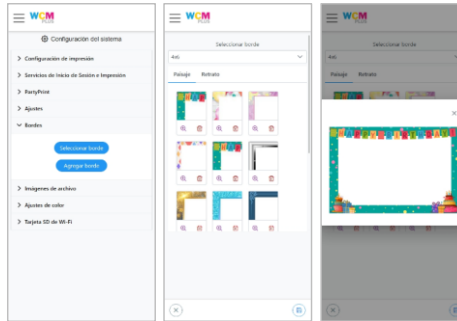 WCM
PLUS
Configuración del sistema
Configuración de impresión
Servicios de Inicio de Sesión e Impresión
PartyPrint
Ajustes
Bordes
Seleccionar borde
Agregar borde
Imágenes de archivo
Ajustes de color
Tarjeta SD de Wi-Fi
WCM
PLUS
Seleccionar borde
4x6
Paisaje Retrato
WCM
PLUS
Seleccionar borde
4x6
Paisaje Retrato